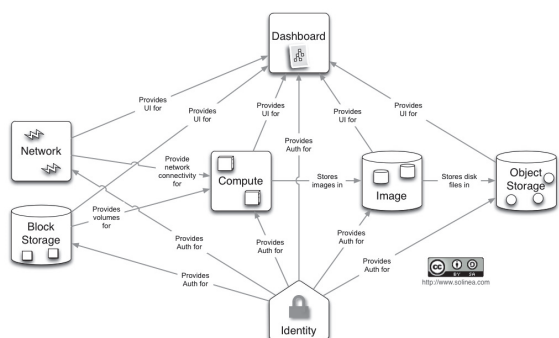 Dashboard
Provides
UI for
Provides
UI for
Provides
UI for
Provides
UI for
Provides
UI for
Provides
Auth for
Network
Provide
network
connectivity
for
Compute
Stores
images in
Image
Stores disk
files in
Object
Storage
Block
Storage
Provides
volumes
for
Provides
Auth for
Provides
Auth for
Provides
Auth for
Provides
Auth for
Provides
Auth for
Identity
CC
BY SA
http://www.solinea.com